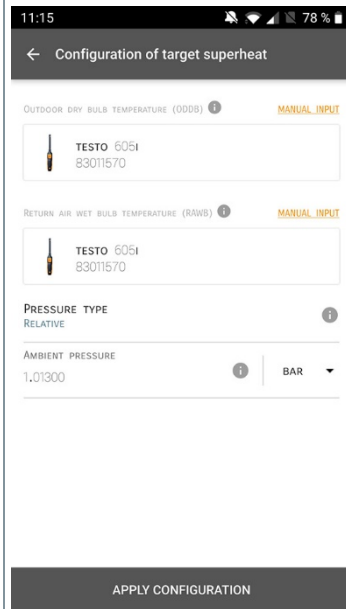 11:15 78 %
Configuration of target superheat
OUTDOOR DRY BULB TEMPERATURE (ODDB) MANUAL INPUT
TESTO 605I
83011570
RETURN AIR WET BULB TEMPERATURE (RAWB) MANUAL INPUT
TESTO 605I
83011570
PRESSURE TYPE
RELATIVE
AMBIENT PRESSURE
1.01300 BAR
APPLY CONFIGURATION